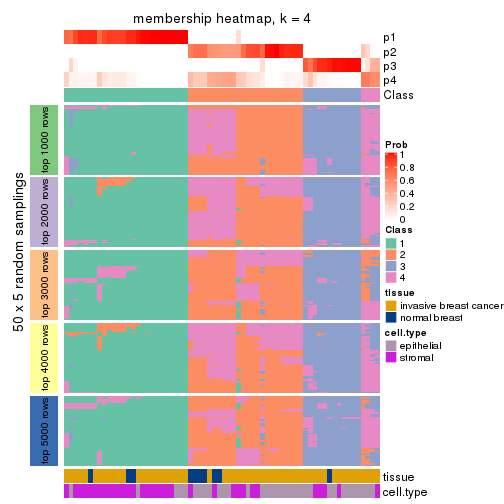 membership heatmap, k = 4
p1
p2
p3
p4
Class
50 x 5 random samplings
top 1000 rows
top 2000 rows
top 3000 rows
top 4000 rows
top 5000 rows
Prob
1
0.8
0.6
0.4
0.2
0
Class
1
2
3
4
tissue
invasive breast cancer
normal breast
cell.type
epithelial
stromal
tissue
cell.type